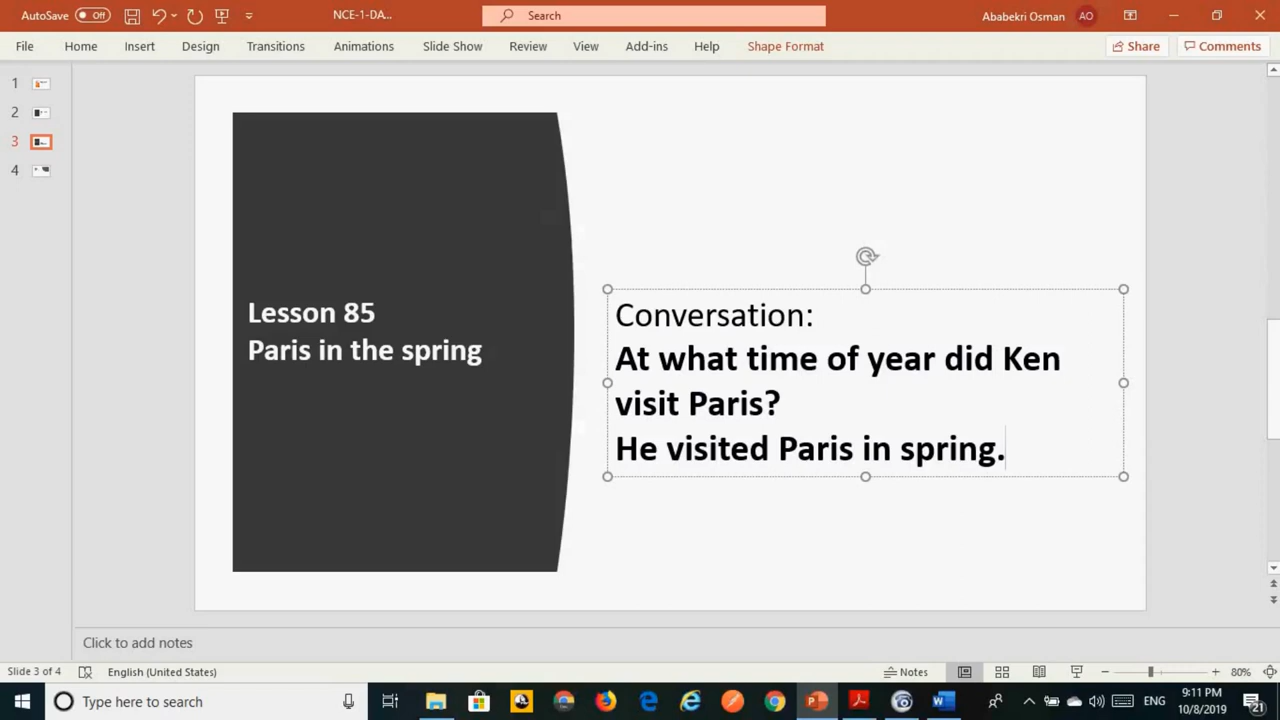 AutoSave Off NCE-1-DA... Search Ababekri Osman AO
File Home Insert Design Transitions Animations Slide Show Review View Add-ins Help Shape Format Share Comments
1
2
3
4
Lesson 85
Paris in the spring
Conversation:
At what time of year did Ken
visit Paris?
He visited Paris in spring.
Click to add notes
Slide 3 of 4 English (United States) Notes 80%
Type here to search ENG 9:11 PM
10/8/2019 21